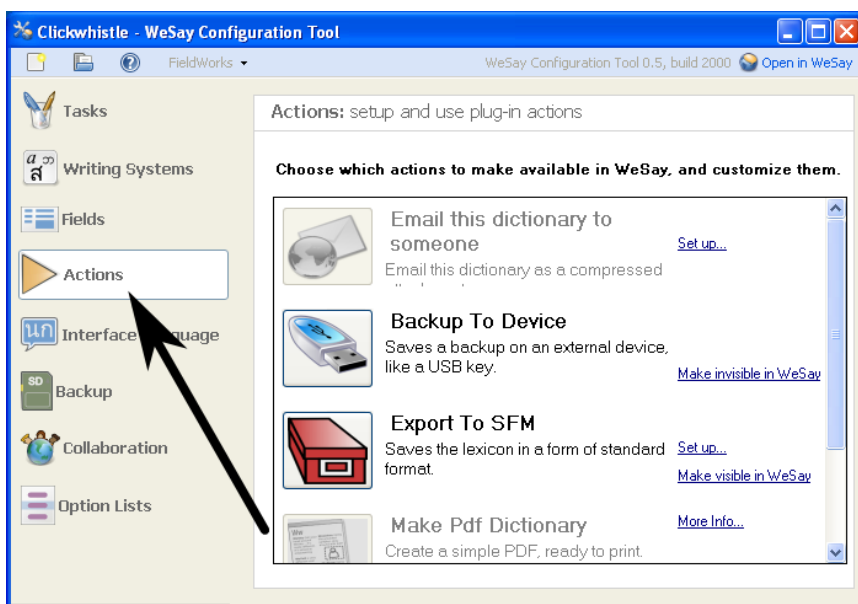 Clickwhistle - WeSay Configuration Tool
FieldWorks
WeSay Configuration Tool 0.5, build 2000
Open in WeSay
Tasks
Writing Systems
Fields
Actions
Backup
Collaboration
Option Lists
Actions: setup and use plug-in actions
Choose which actions to make available in WeSay, and customize them.
Email this dictionary to
someone
Email this dictionary as a compressed
Set up...
Backup To Device
Saves a backup on an external device,
like a USB key.
Make invisible in WeSay
Export To SFM
Saves the lexicon in a form of standard
format.
Set up...
Make visible in WeSay
Make Pdf Dictionary
Create a simple PDF, ready to print.
More Info...
Interface
SD